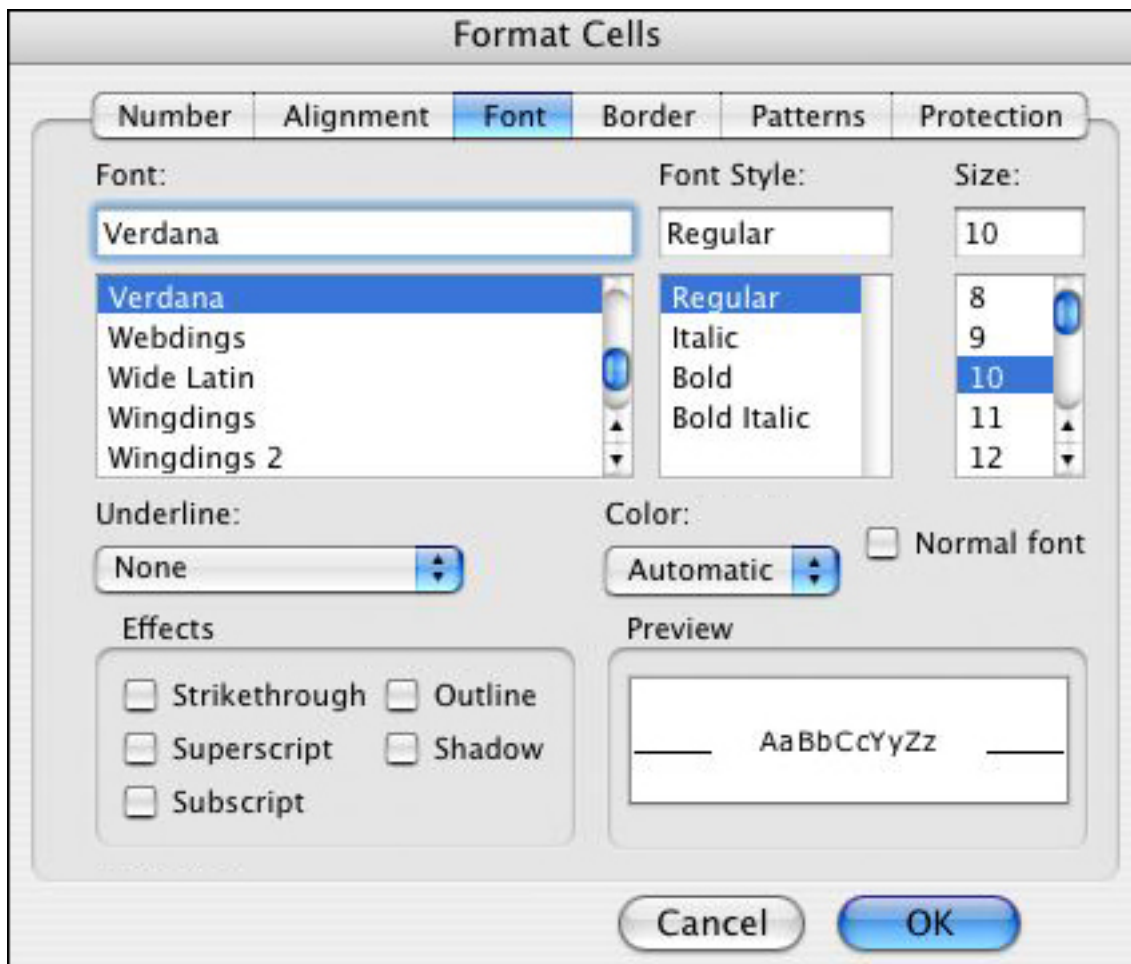 Format Cells
Number Alignment Font Border Patterns Protection
Font: Font Style: Size:
Verdana Regular 10
Verdana Regular 8
Webdings Italic 9
Wide Latin Bold 10
Wingdings Bold Italic 11
Wingdings 2 12
Underline: Color:
None Automatic Normal font
Effects Preview
Strikethrough Outline
Superscript Shadow
Subscript
AaBbCcYyZz
Cancel OK